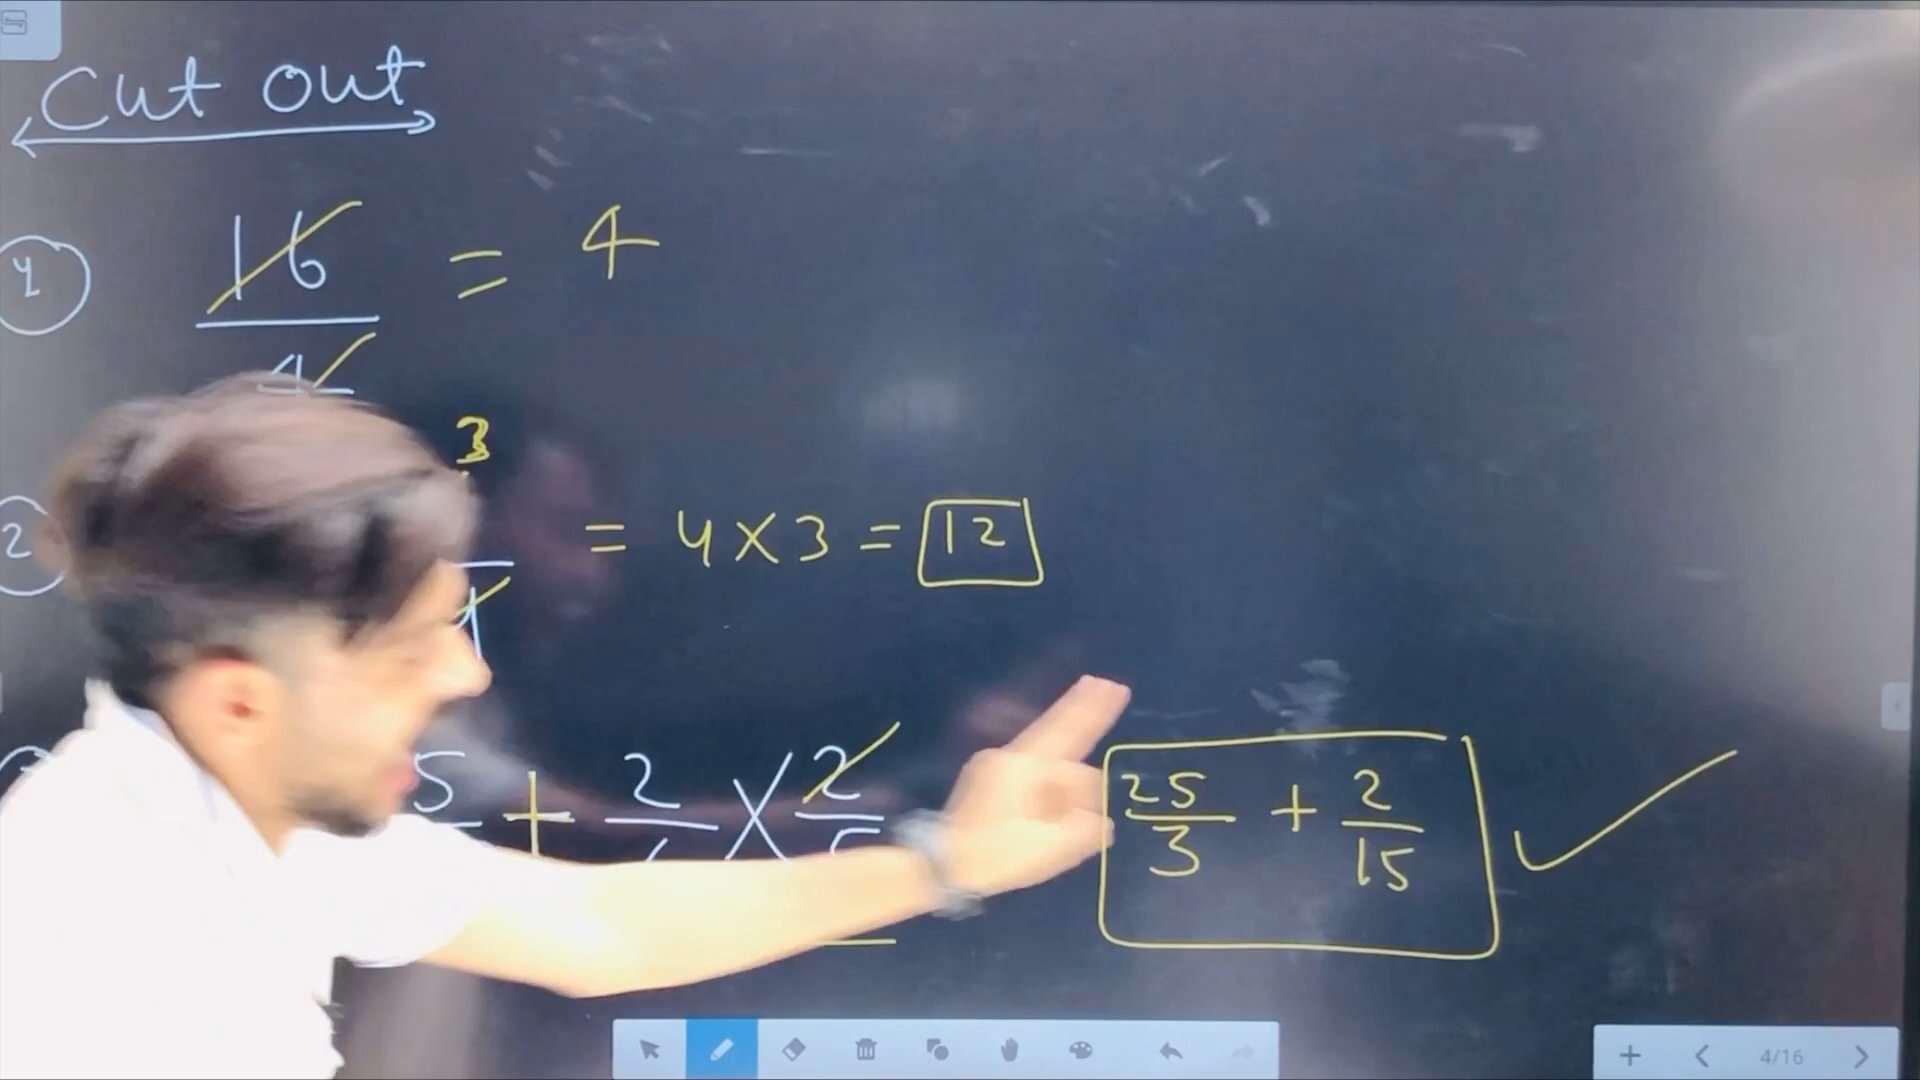 Cut out
1 16/4 = 4
3
2 = 4 × 3 = 12
5 + 2 × 2/5
25/3 + 2/15
4/16